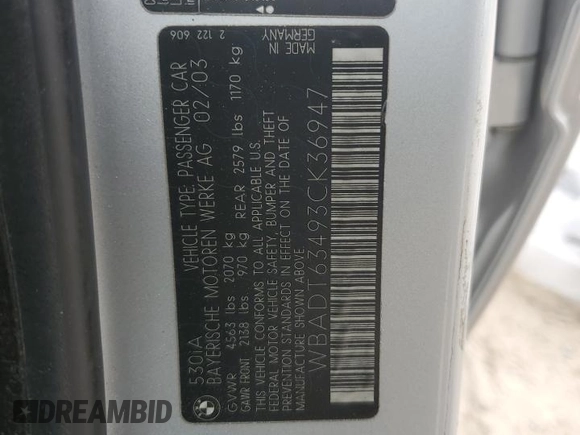 530iA VEHICLE TYPE: PASSENGER CAR 2 122 606
BAYERISCHE MOTOREN WERKE AG 02/03
GVWR 4563 lbs 2070 kg
GAWR FRONT 2138 lbs 970 kg REAR 2579 lbs 1170 kg
THIS VEHICLE CONFORMS TO ALL APPLICABLE U.S.
FEDERAL MOTOR VEHICLE SAFETY, BUMPER AND THEFT
PREVENTION STANDARDS IN EFFECT ON THE DATE OF
MANUFACTURE SHOWN ABOVE.
MADE IN
GERMANY
WBADT63493CK36947
DREAMBID